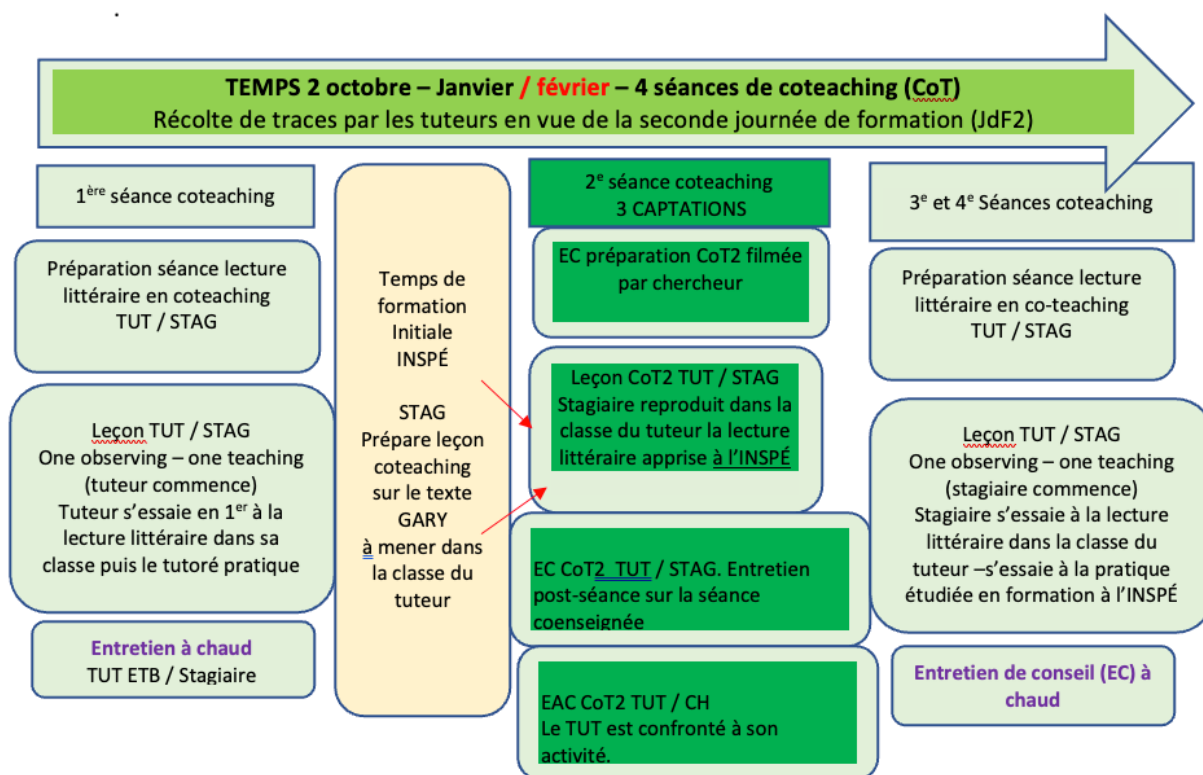 .
TEMPS 2 octobre – Janvier / février – 4 séances de coteaching (CoT)
Récolte de traces par les tuteurs en vue de la seconde journée de formation (JdF2)
1ère séance coteaching
Préparation séance lecture
littéraire en coteaching
TUT / STAG
Leçon TUT / STAG
One observing – one teaching
(tuteur commence)
Tuteur s’essaie en 1er à la
lecture littéraire dans sa
classe puis le tutoré pratique
Entretien à chaud
TUT ETB / Stagiaire
Temps de
formation
Initiale
INSPÉ
STAG
Prépare leçon
coteaching
sur le texte
GARY
à mener dans
la classe du
tuteur
2e séance coteaching
3 CAPTATIONS
EC préparation CoT2 filmée
par chercheur
Leçon CoT2 TUT / STAG
Stagiaire reproduit dans la
classe du tuteur la lecture
littéraire apprise à l’INSPÉ
EC CoT2 TUT / STAG. Entretien
post-séance sur la séance
coenseignée
EAC CoT2 TUT / CH
Le TUT est confronté à son
activité.
3e et 4e Séances coteaching
Préparation séance lecture
littéraire en co-teaching
TUT / STAG
Leçon TUT / STAG
One observing – one teaching
(stagiaire commence)
Stagiaire s’essaie à la lecture
littéraire dans la classe du
tuteur –s’essaie à la pratique
étudiée en formation à l’INSPÉ
Entretien de conseil (EC) à
chaud